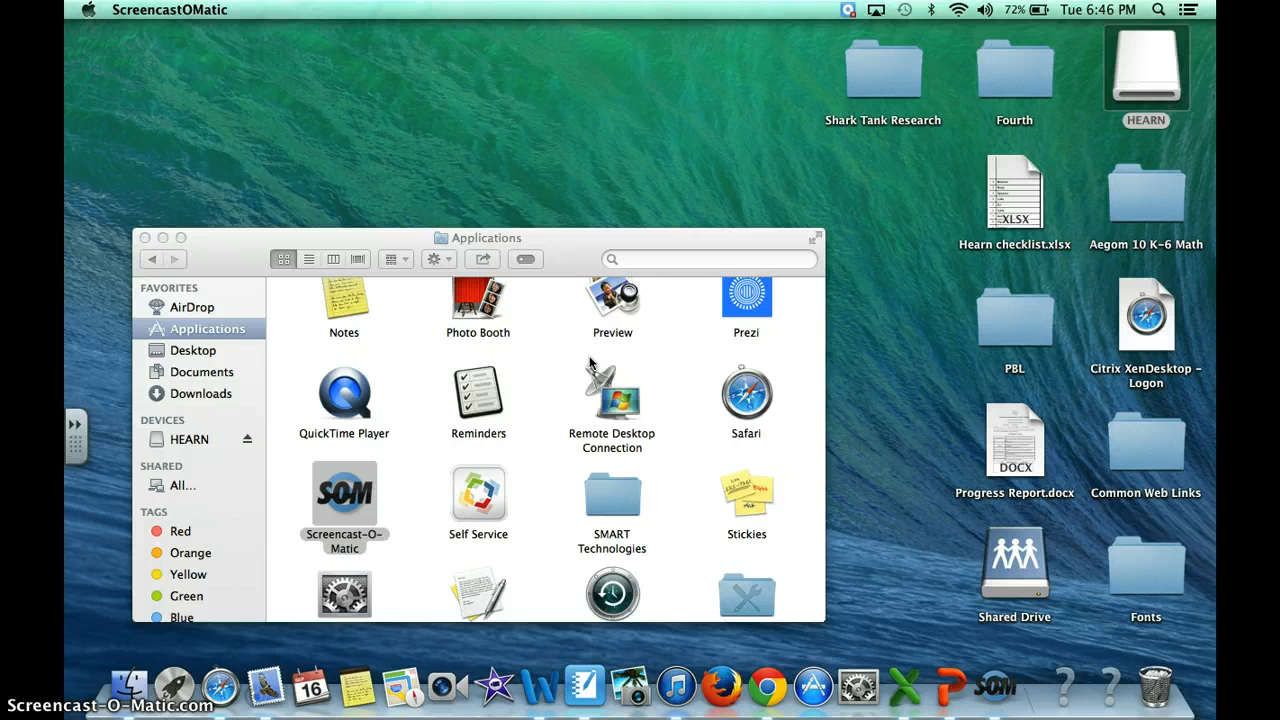 ScreencastOMatic
72%
Tue 6:46 PM
Shark Tank Research
Fourth
HEARN
XLSX
Hearn checklist.xlsx
Aegom 10 K-6 Math
PBL
Citrix XenDesktop -
Logon
DOCX
Progress Report.docx
Common Web Links
Shared Drive
Fonts
Applications
FAVORITES
AirDrop
Applications
Desktop
Documents
Downloads
DEVICES
HEARN
SHARED
All...
TAGS
Red
Orange
Yellow
Green
Blue
Notes
Photo Booth
Preview
Prezi
QuickTime Player
Reminders
Remote Desktop
Connection
Safari
SOM
Screencast-O-
Matic
Self Service
SMART
Technologies
Stickies
16
SOM
Screencast-O-Matic.com